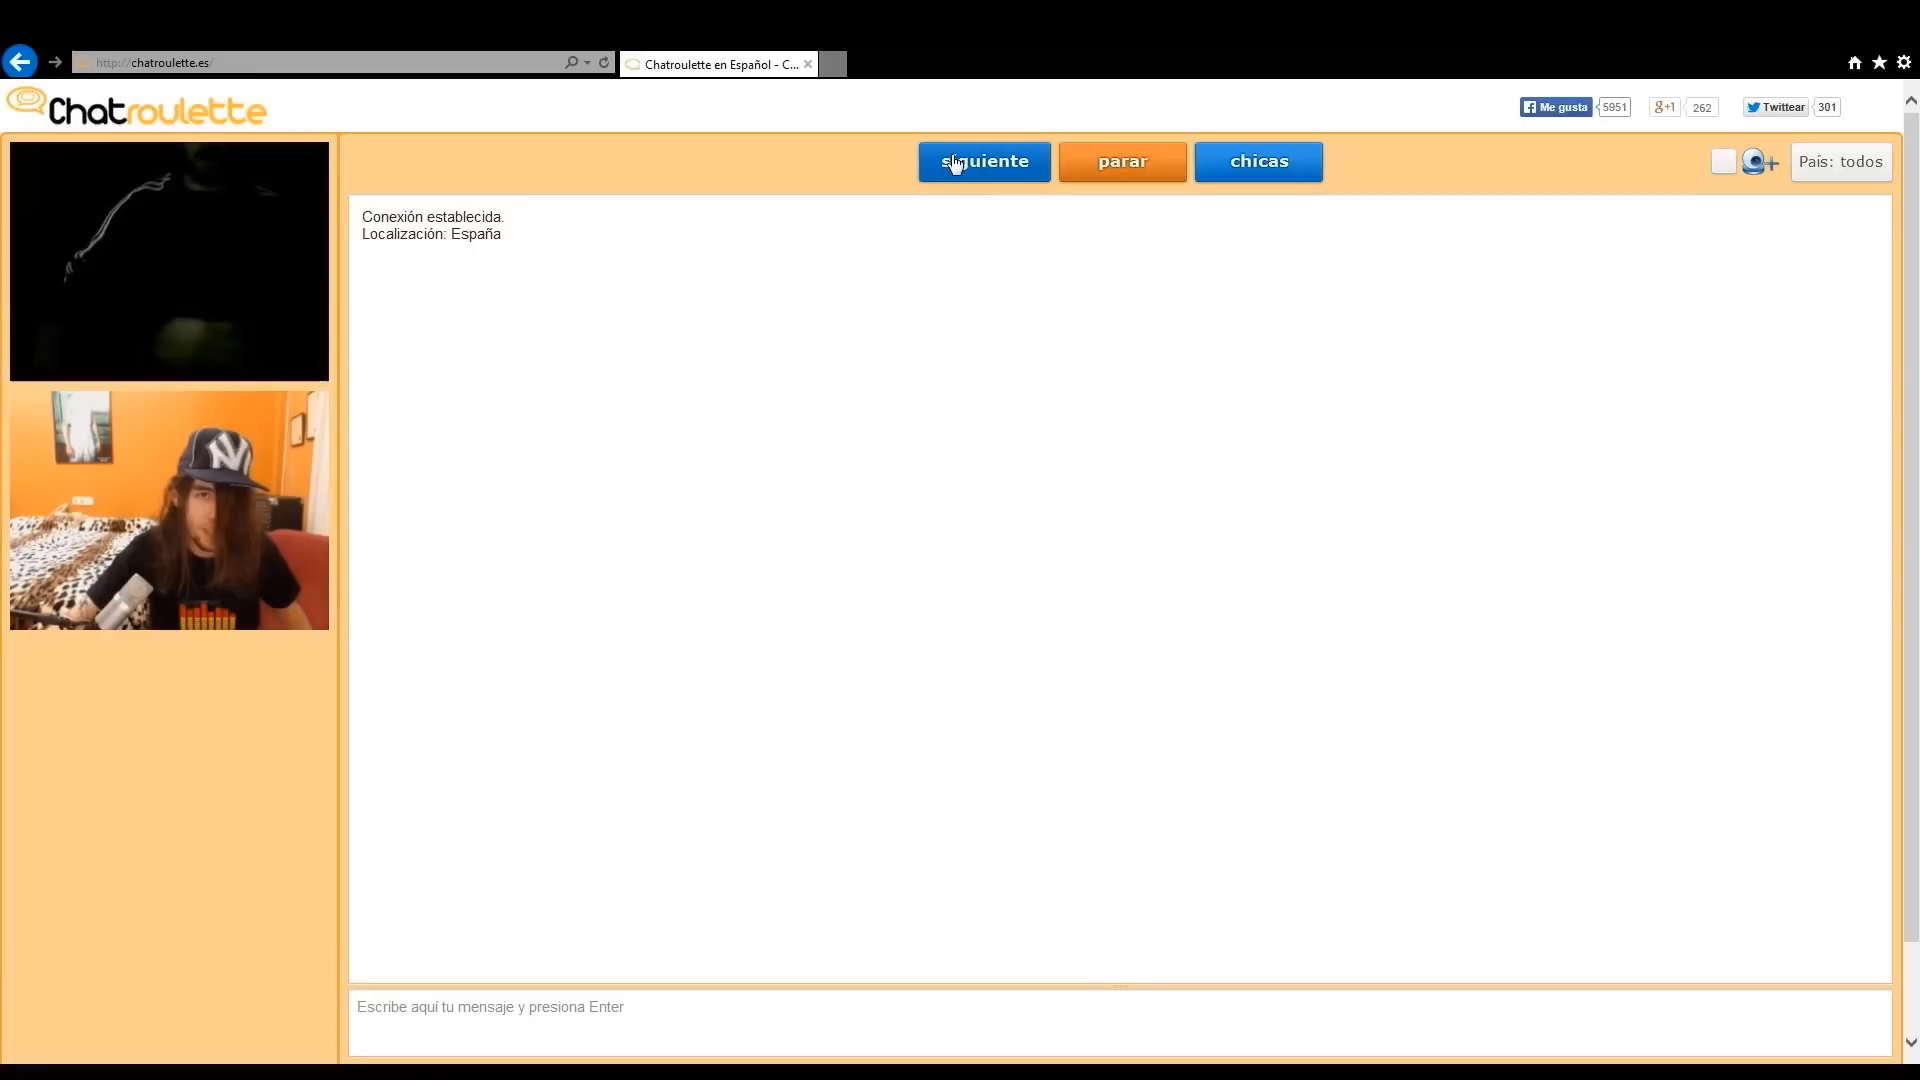 http://chatroulette.es/
Chatroulette en Español - C...
Chatroulette
Me gusta 5951
g+1 262
Twittear 301
siguiente
parar
chicas
País: todos
Conexión establecida.
Localización: España
NY
Escribe aquí tu mensaje y presiona Enter